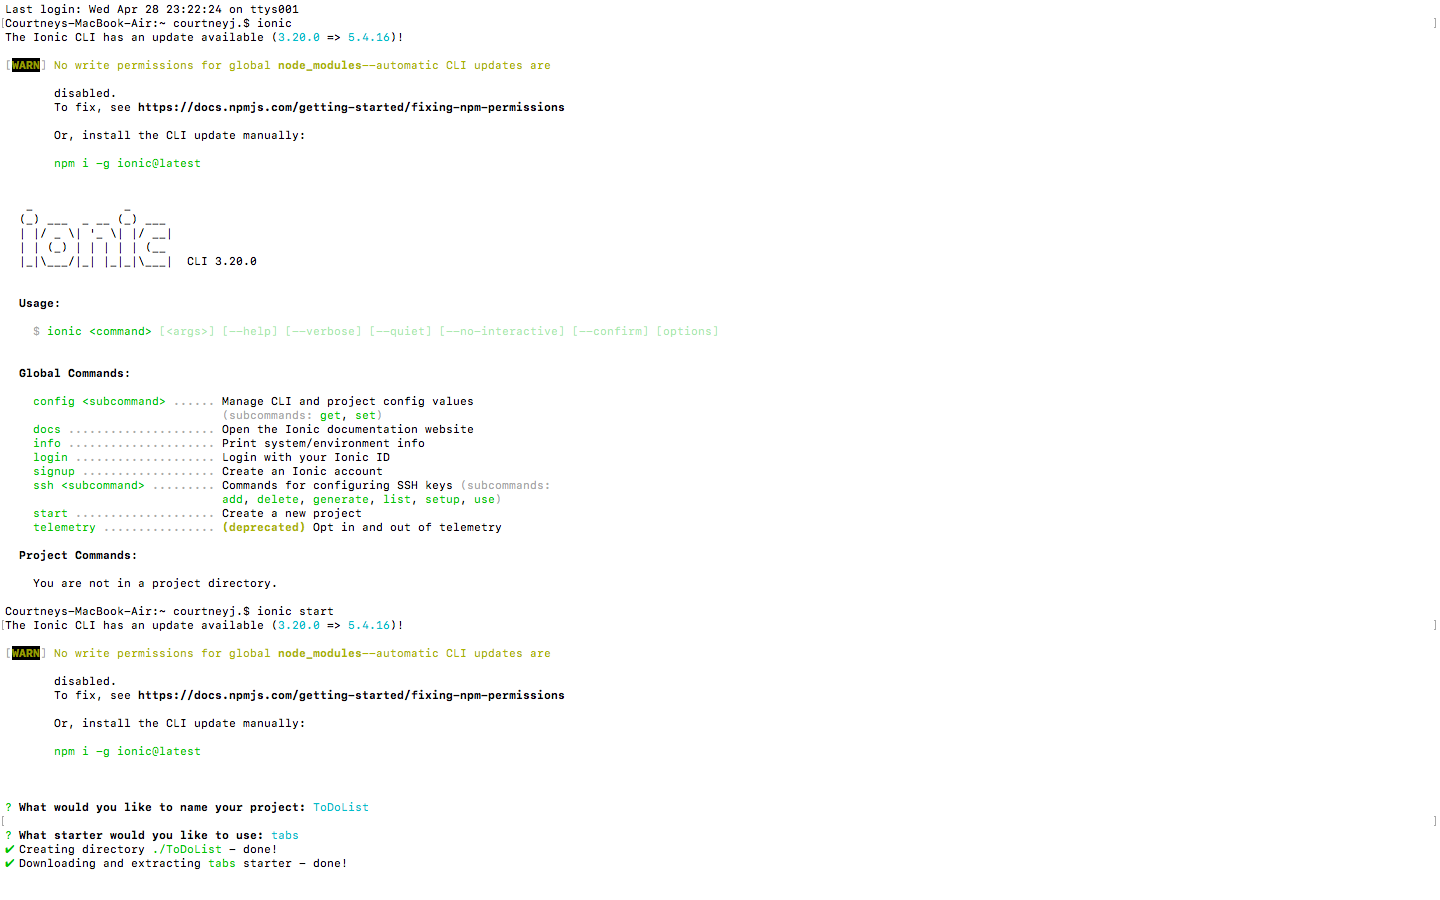 Last login: Wed Apr 28 23:22:24 on ttys001
[Courtneys-MacBook-Air:~ courtneyj.$ ionic ]
The Ionic CLI has an update available (3.20.0 => 5.4.16)!
[WARN] No write permissions for global node_modules--automatic CLI updates are
disabled.
To fix, see https://docs.npmjs.com/getting-started/fixing-npm-permissions
Or, install the CLI update manually:
npm i -g ionic@latest
   _             _
  (_) ___  _ __ (_) ___
  | |/ _ \| '_ \| |/ __|
  | | (_) | | | | | (__
  |_|\___/|_| |_|_|\___|  CLI 3.20.0
Usage:
$ ionic <command> [<args>] [--help] [--verbose] [--quiet] [--no-interactive] [--confirm] [options]
Global Commands:
config <subcommand> ...... Manage CLI and project config values
(subcommands: get, set)
docs ..................... Open the Ionic documentation website
info ..................... Print system/environment info
login .................... Login with your Ionic ID
signup ................... Create an Ionic account
ssh <subcommand> ......... Commands for configuring SSH keys (subcommands:
add, delete, generate, list, setup, use)
start .................... Create a new project
telemetry ................ (deprecated) Opt in and out of telemetry
Project Commands:
You are not in a project directory.
Courtneys-MacBook-Air:~ courtneyj.$ ionic start
[The Ionic CLI has an update available (3.20.0 => 5.4.16)! ]
[WARN] No write permissions for global node_modules--automatic CLI updates are
disabled.
To fix, see https://docs.npmjs.com/getting-started/fixing-npm-permissions
Or, install the CLI update manually:
npm i -g ionic@latest
? What would you like to name your project: ToDoList
[ ]
? What starter would you like to use: tabs
✔ Creating directory ./ToDoList - done!
✔ Downloading and extracting tabs starter - done!